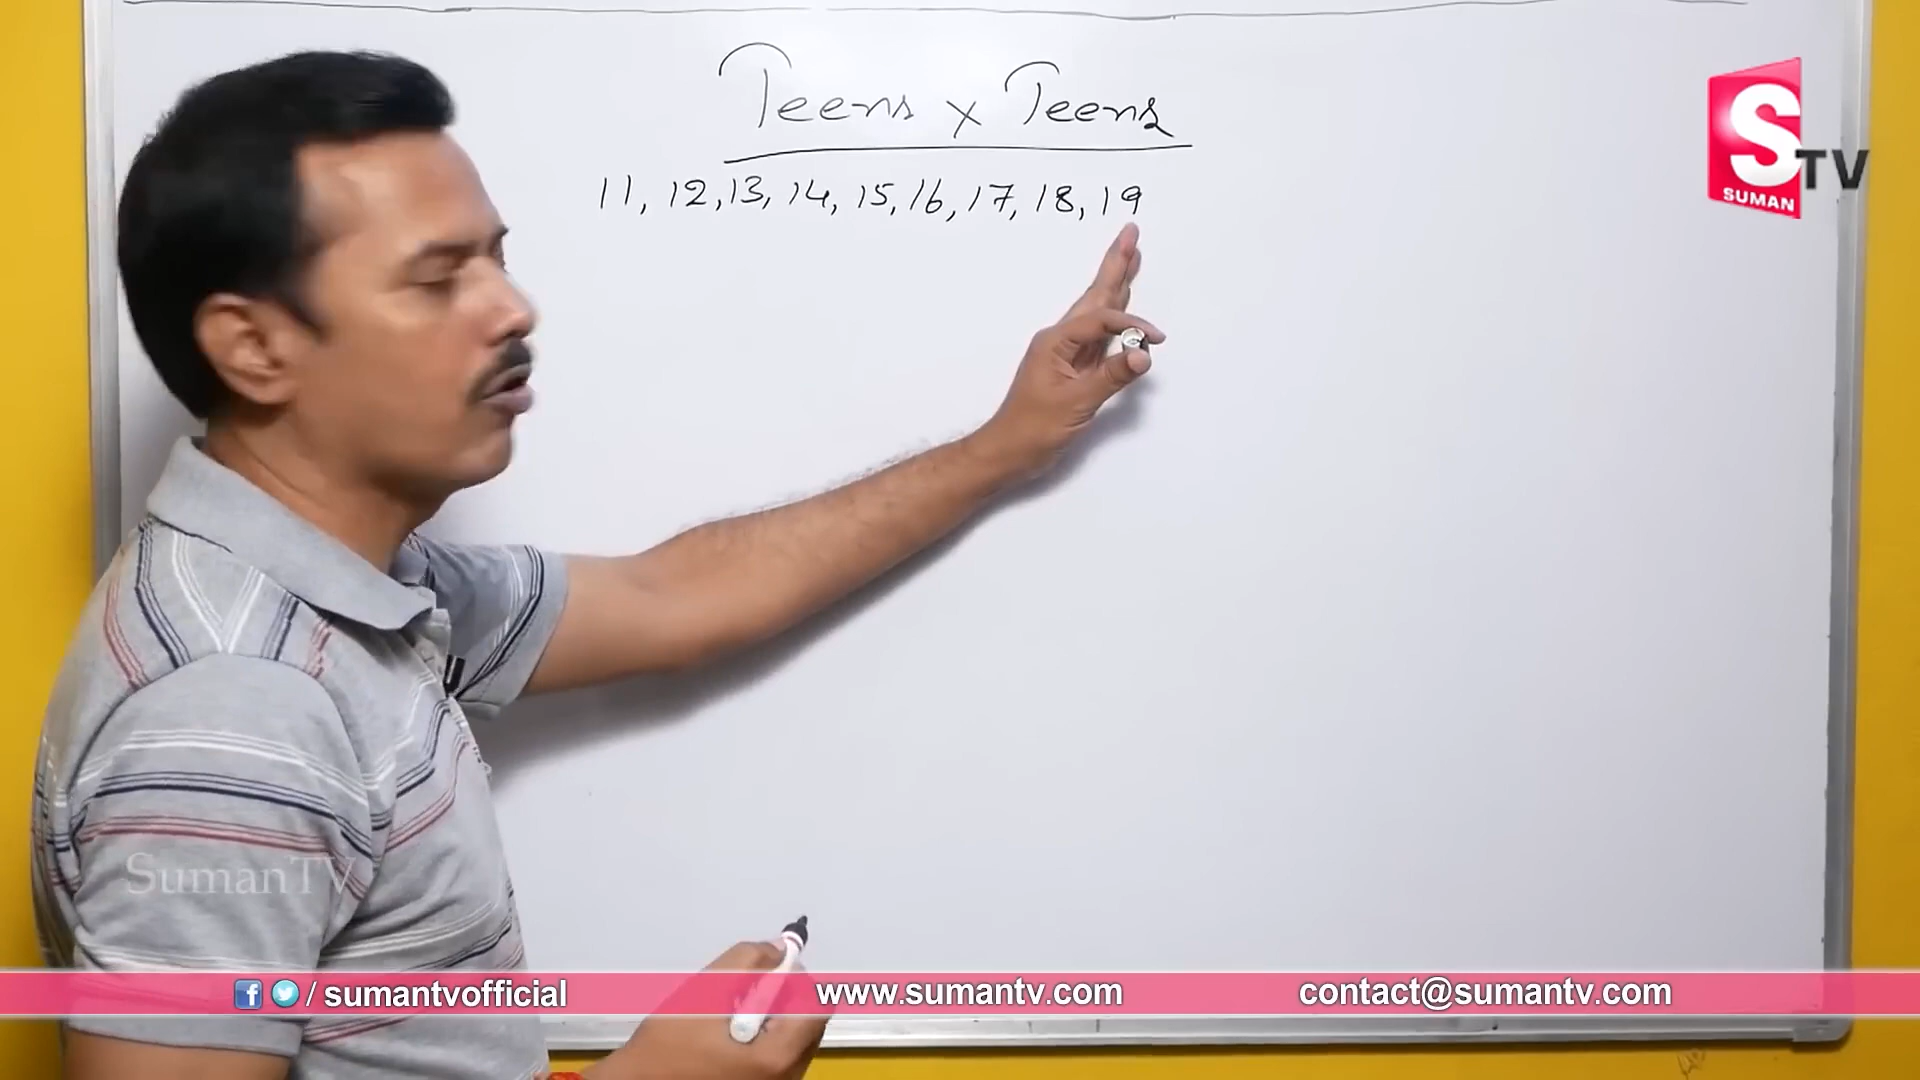 Teens x Teens
11, 12, 13, 14, 15, 16, 17, 18, 19
S TV
SUMAN
SumanTV
f / sumantvofficial
www.sumantv.com
contact@sumantv.com